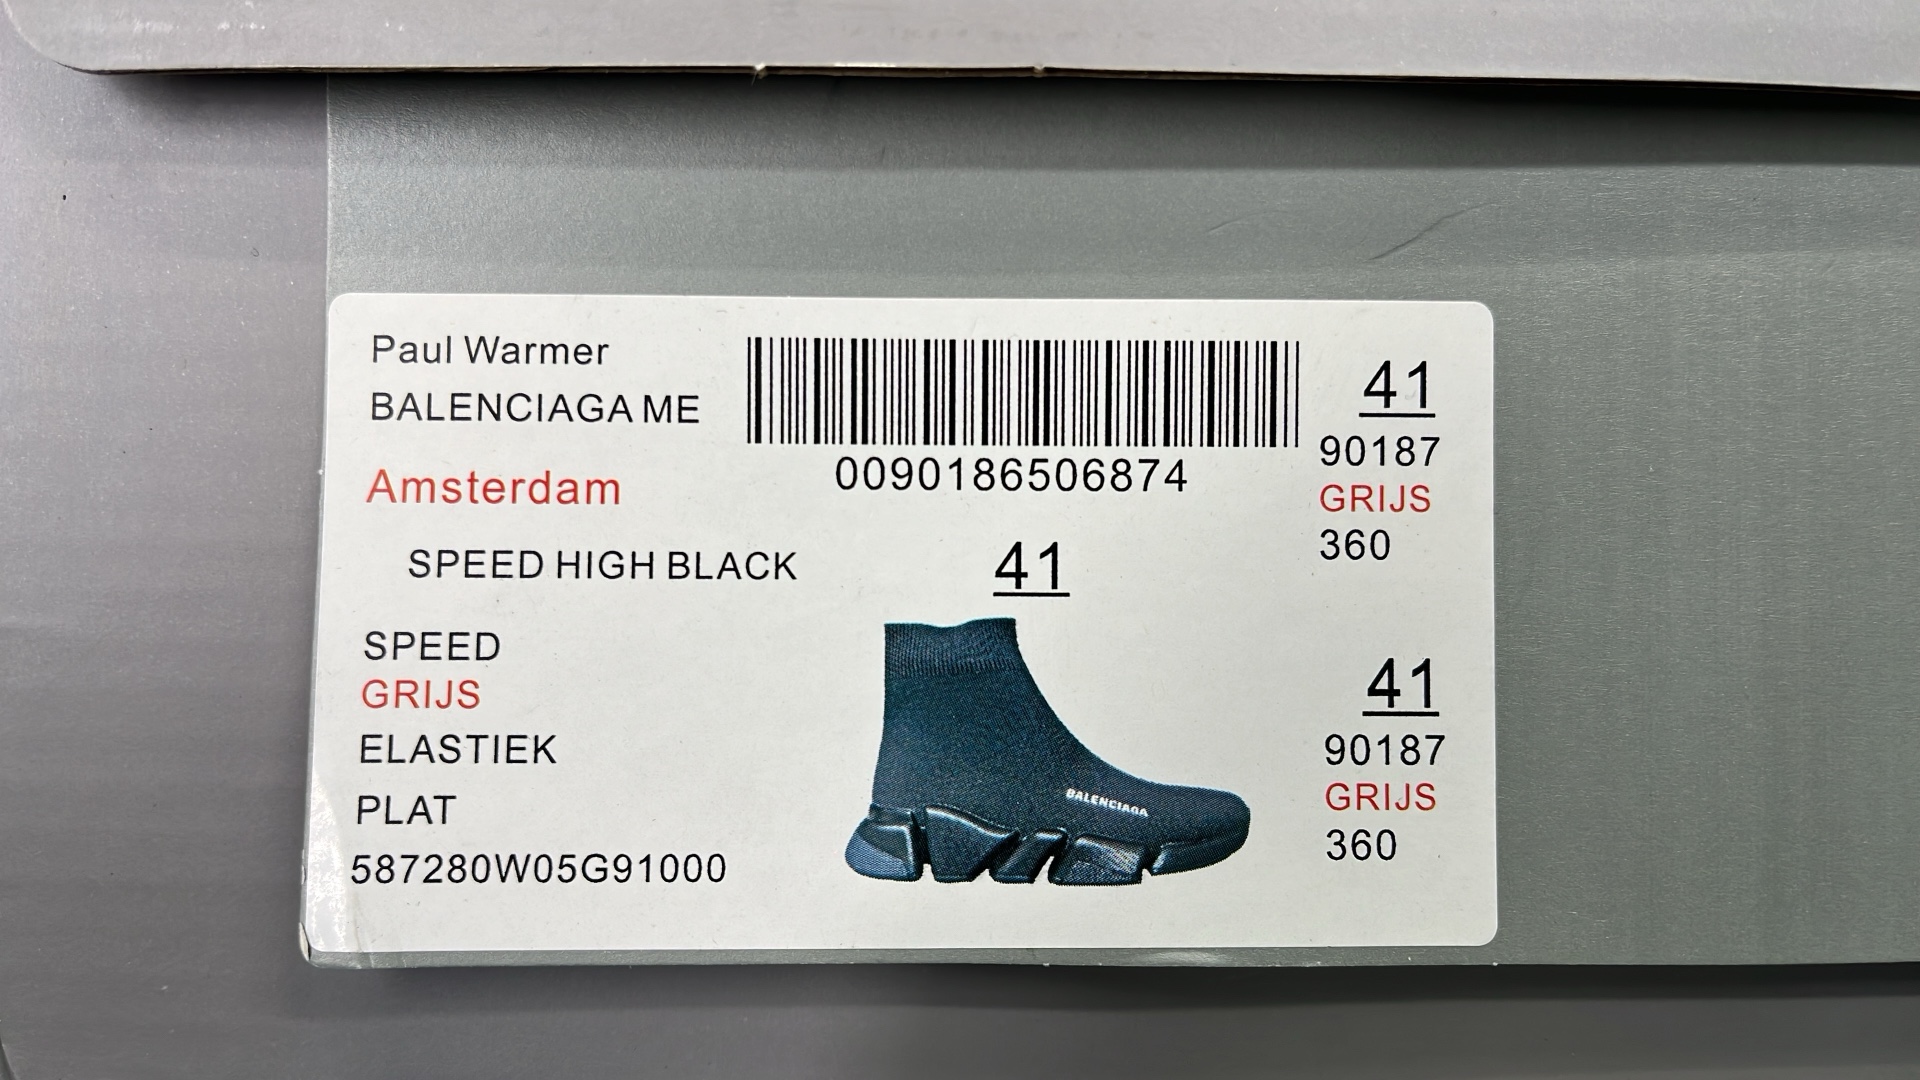 Paul Warmer
BALENCIAGA ME
Amsterdam
0090186506874
41
90187
GRIJS
360
SPEED HIGH BLACK
41
SPEED
GRIJS
ELASTIEK
PLAT
587280W05G91000
BALENCIAGA
41
90187
GRIJS
360